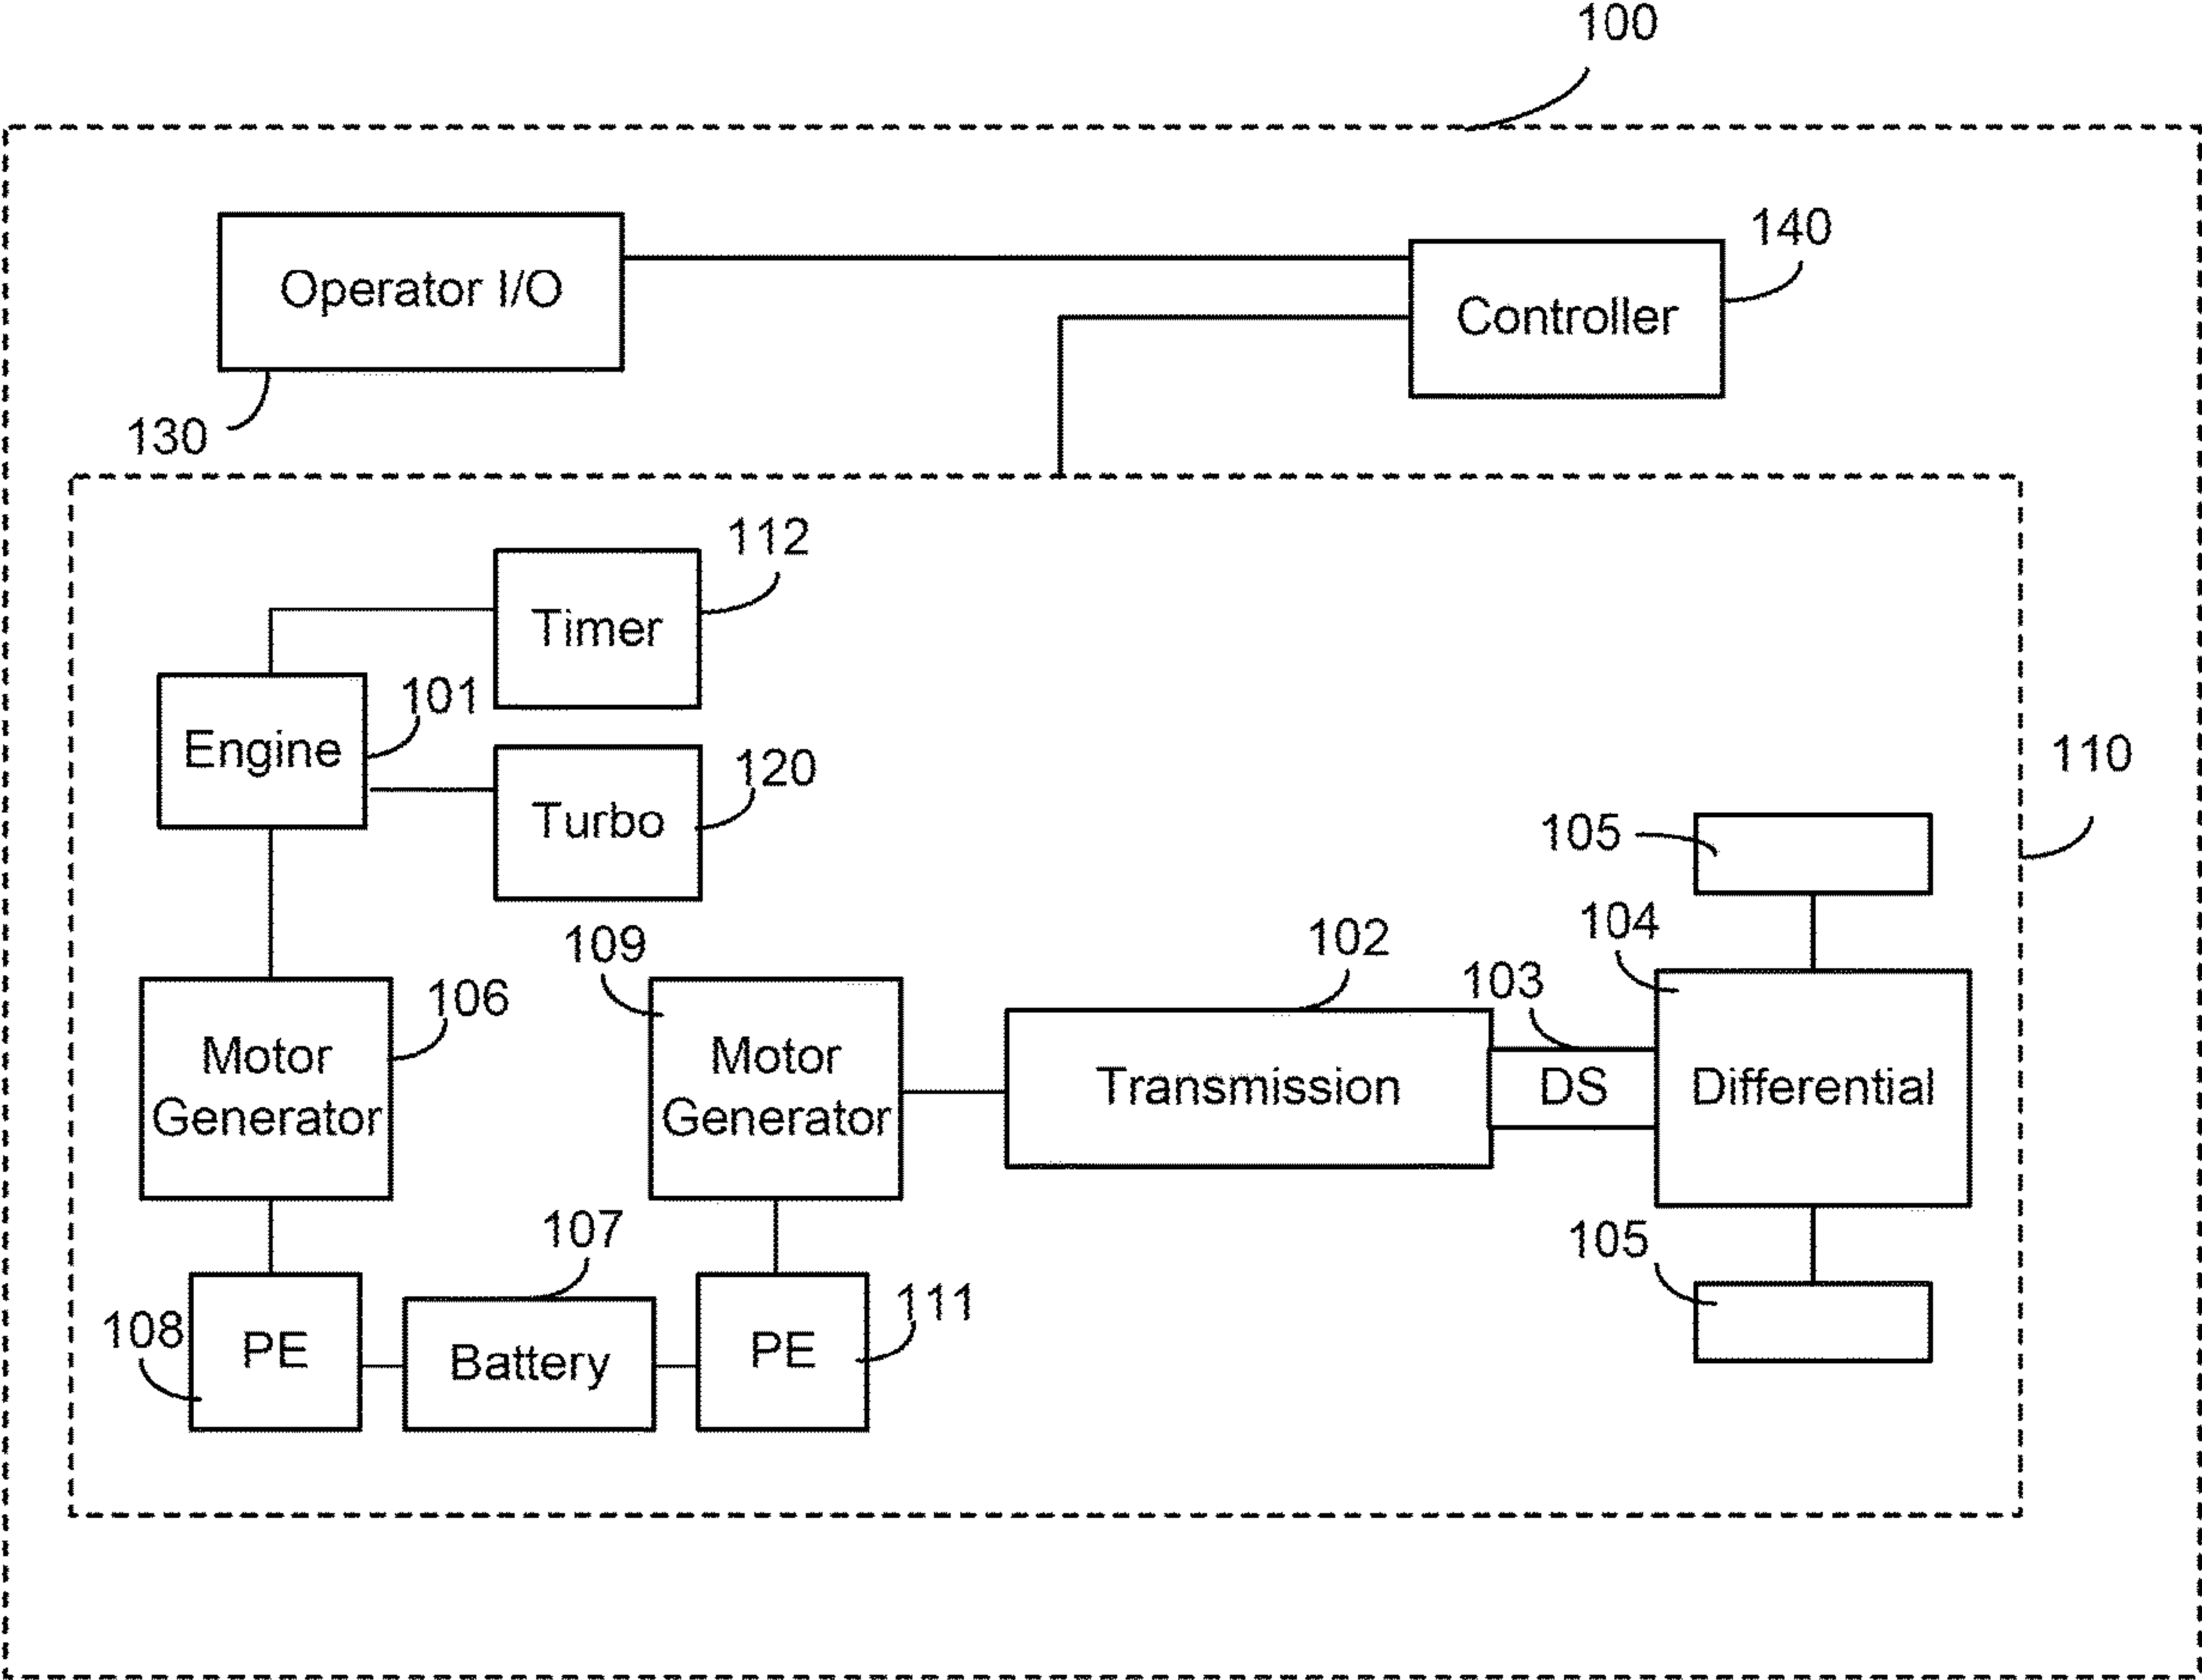 100
140
Operator I/O
Controller
130
112
Timer
101
Engine
110
120
Turbo
105
104
109
102
103
106
Motor
Generator
Motor
Generator
Transmission
DS
Differential
107
105
111
108
PE
Battery
PE